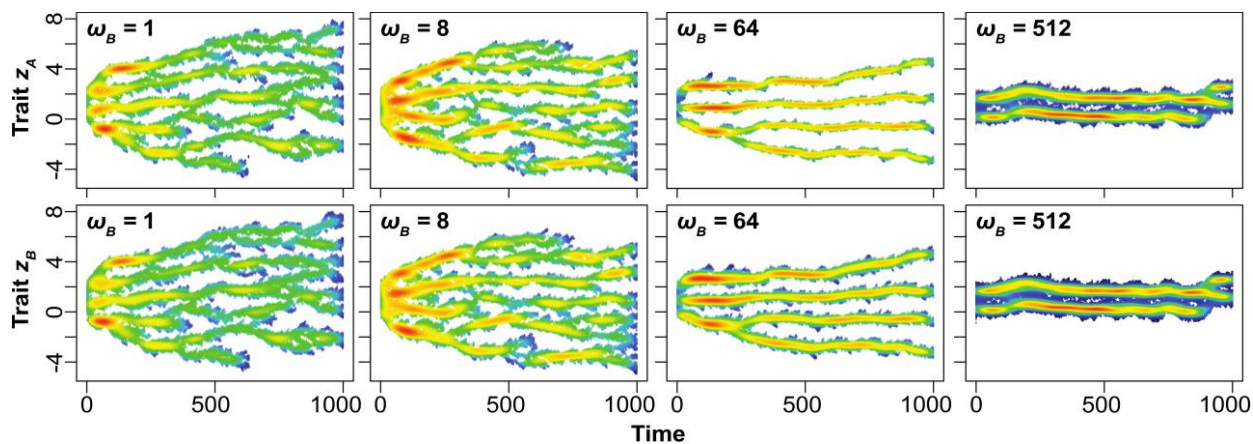 ω_B = 1
ω_B = 8
ω_B = 64
ω_B = 512
Trait z_A
8
4
0
-4
ω_B = 1
ω_B = 8
ω_B = 64
ω_B = 512
Trait z_B
8
4
0
-4
0 500 1000
0 500 1000
0 500 1000
0 500 1000
Time